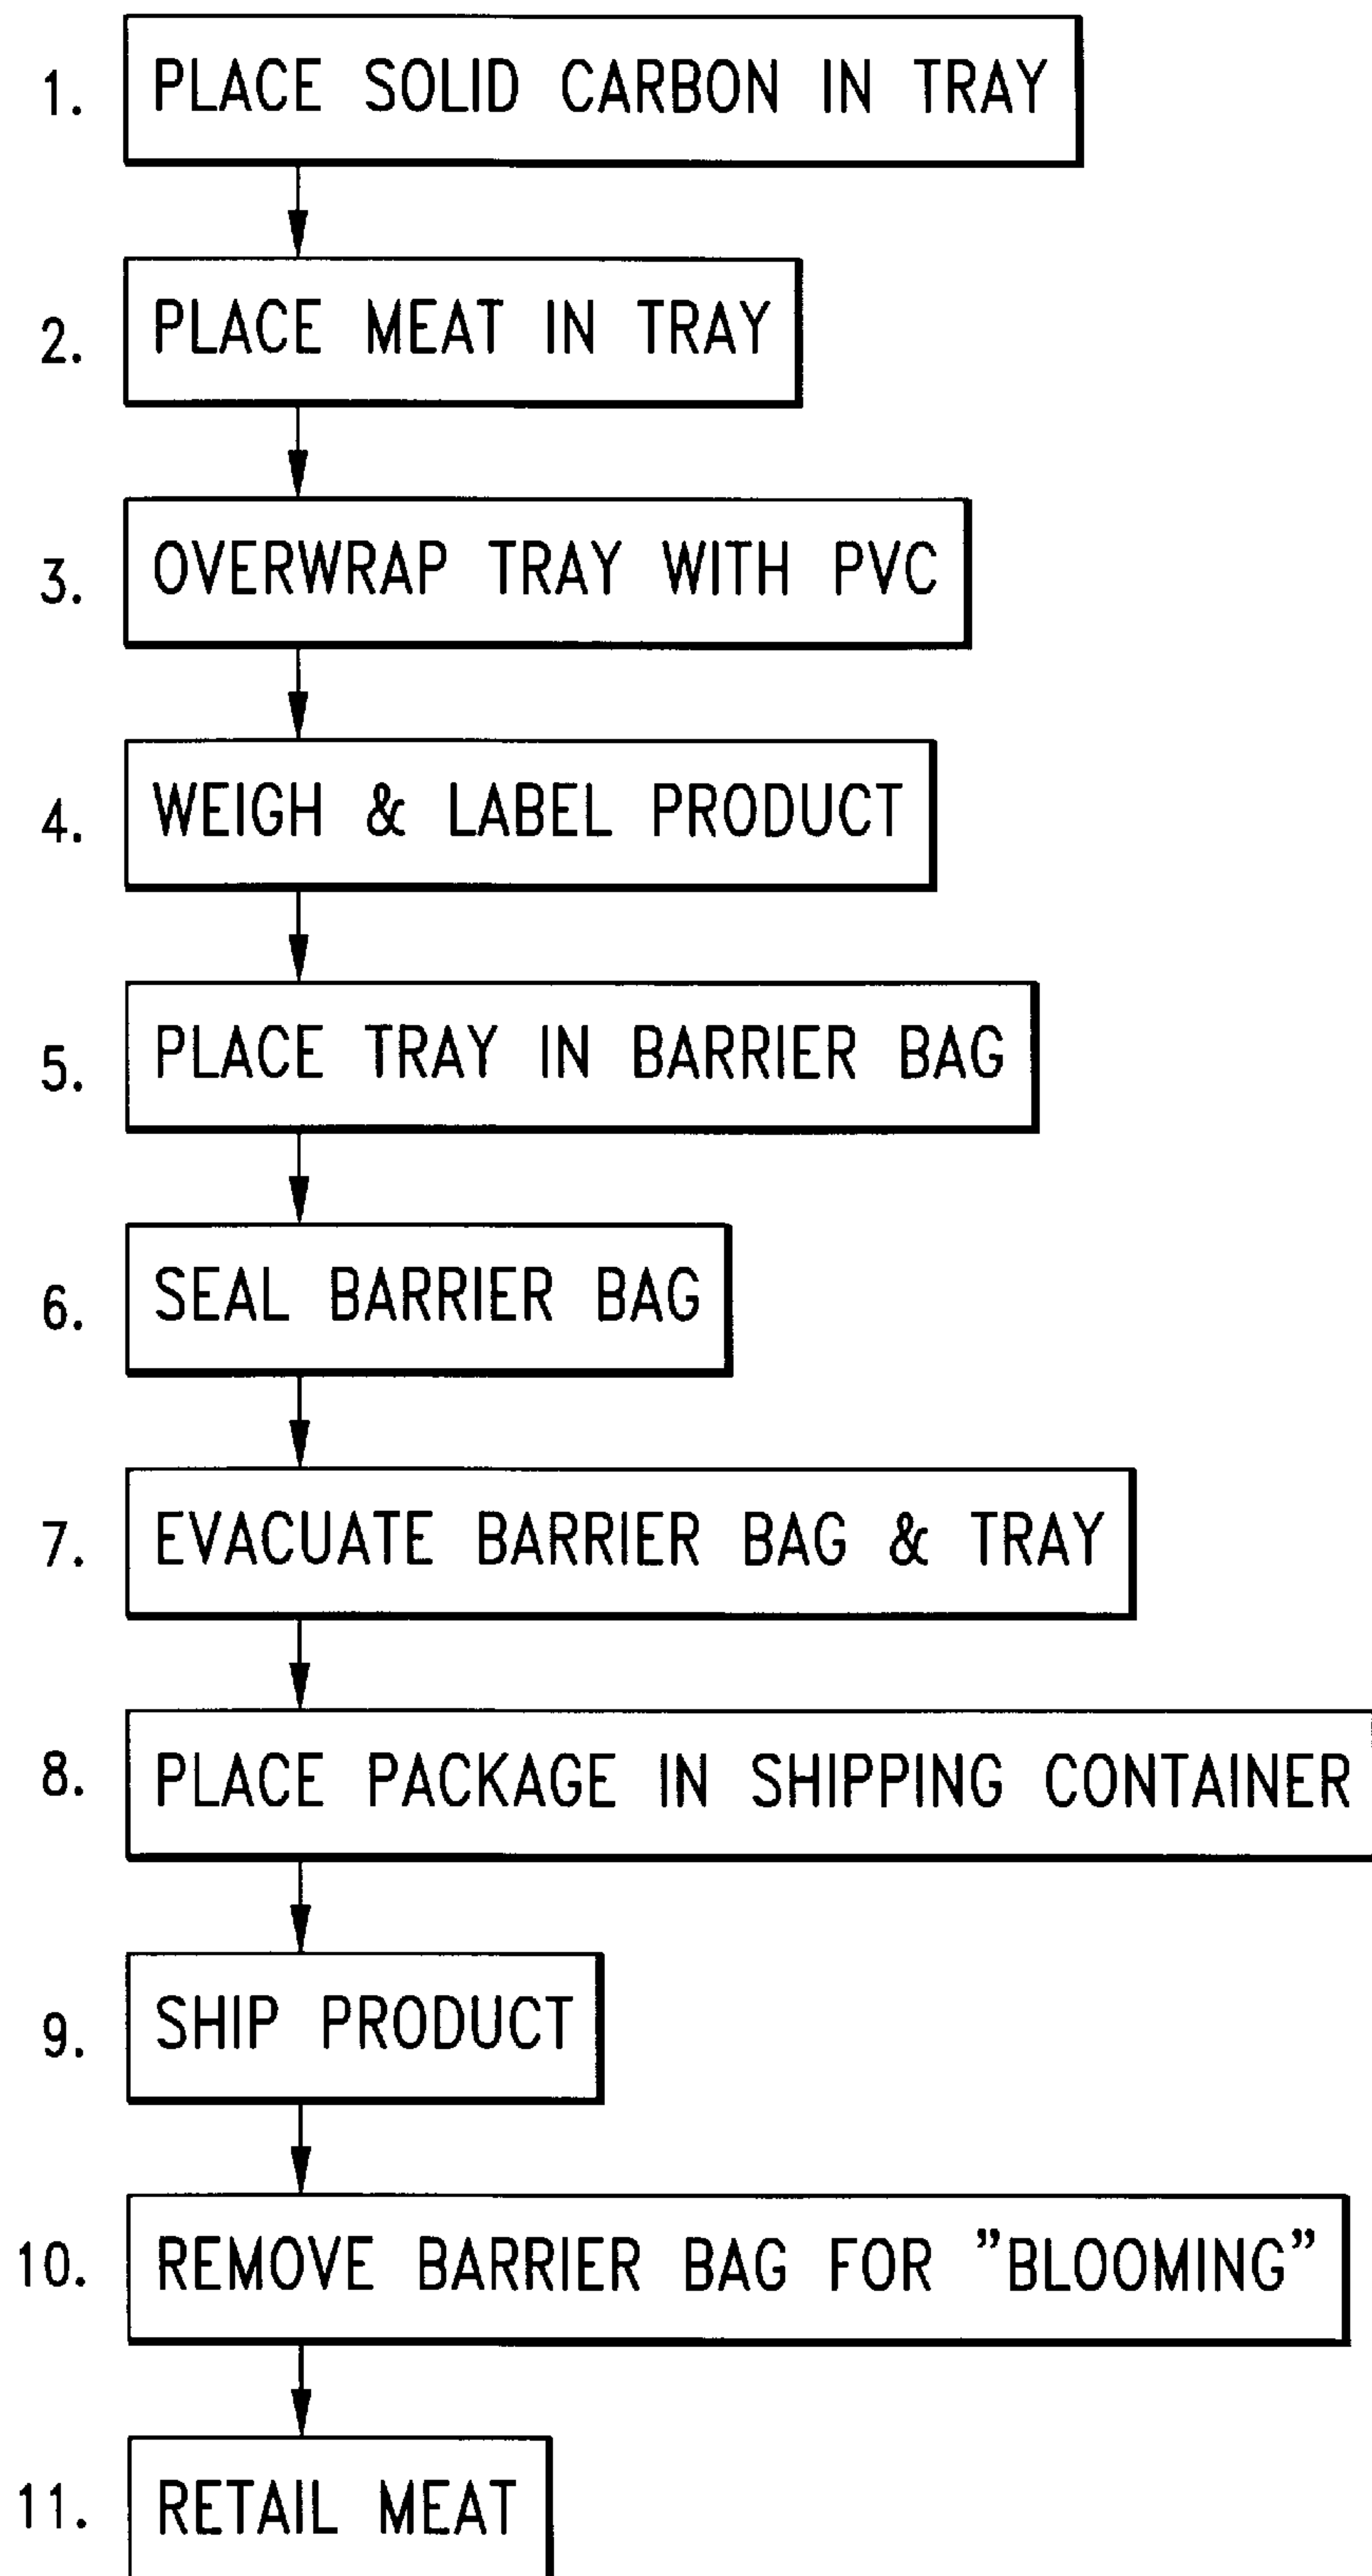 1. PLACE SOLID CARBON IN TRAY
2. PLACE MEAT IN TRAY
3. OVERWRAP TRAY WITH PVC
4. WEIGH & LABEL PRODUCT
5. PLACE TRAY IN BARRIER BAG
6. SEAL BARRIER BAG
7. EVACUATE BARRIER BAG & TRAY
8. PLACE PACKAGE IN SHIPPING CONTAINER
9. SHIP PRODUCT
10. REMOVE BARRIER BAG FOR ”BLOOMING”
11. RETAIL MEAT